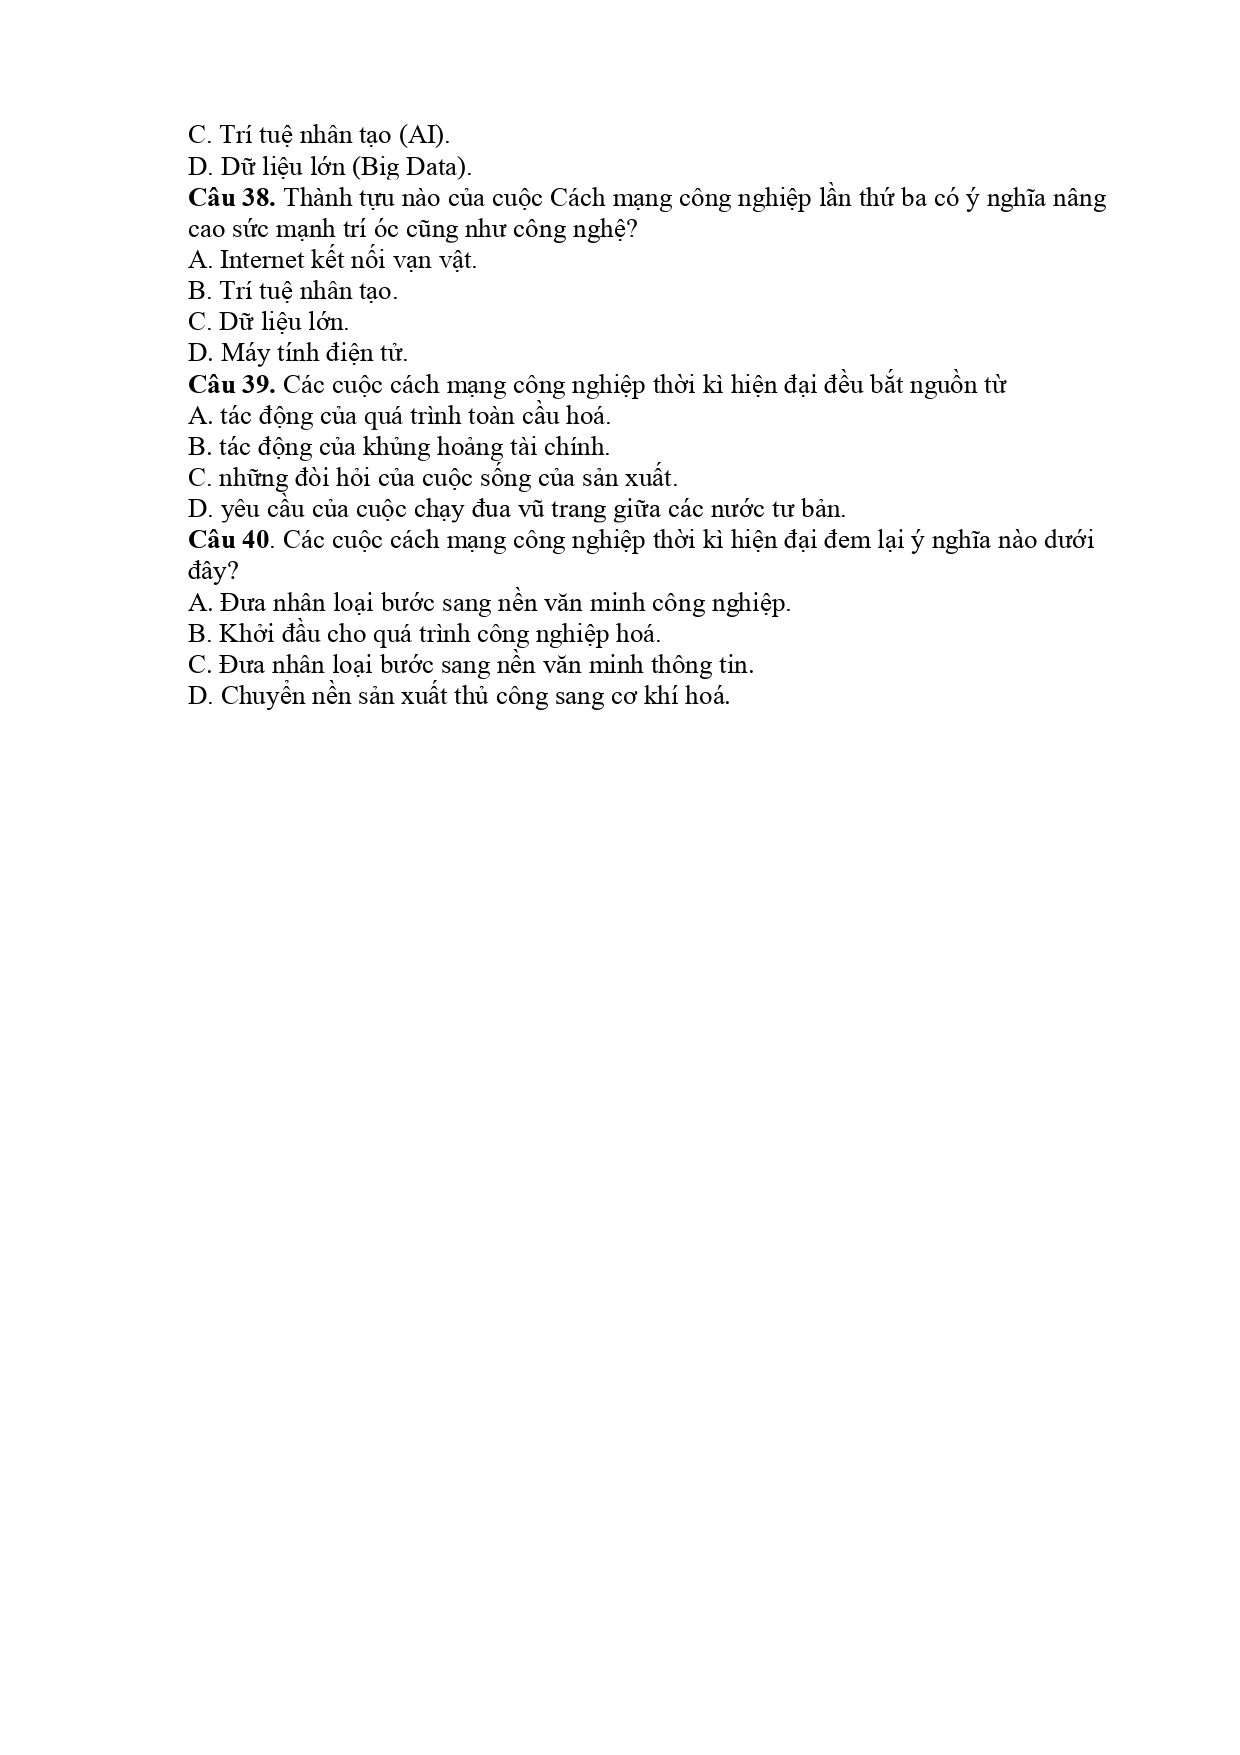 C. Trí tuệ nhân tạo (AI).
D. Dữ liệu lớn (Big Data).
Câu 38. Thành tựu nào của cuộc Cách mạng công nghiệp lần thứ ba có ý nghĩa nâng
cao sức mạnh trí óc cũng như công nghệ?
A. Internet kết nối vạn vật.
B. Trí tuệ nhân tạo.
C. Dữ liệu lớn.
D. Máy tính điện tử.
Câu 39. Các cuộc cách mạng công nghiệp thời kì hiện đại đều bắt nguồn từ
A. tác động của quá trình toàn cầu hoá.
B. tác động của khủng hoảng tài chính.
C. những đòi hỏi của cuộc sống của sản xuất.
D. yêu cầu của cuộc chạy đua vũ trang giữa các nước tư bản.
Câu 40. Các cuộc cách mạng công nghiệp thời kì hiện đại đem lại ý nghĩa nào dưới
đây?
A. Đưa nhân loại bước sang nền văn minh công nghiệp.
B. Khởi đầu cho quá trình công nghiệp hoá.
C. Đưa nhân loại bước sang nền văn minh thông tin.
D. Chuyển nền sản xuất thủ công sang cơ khí hoá.